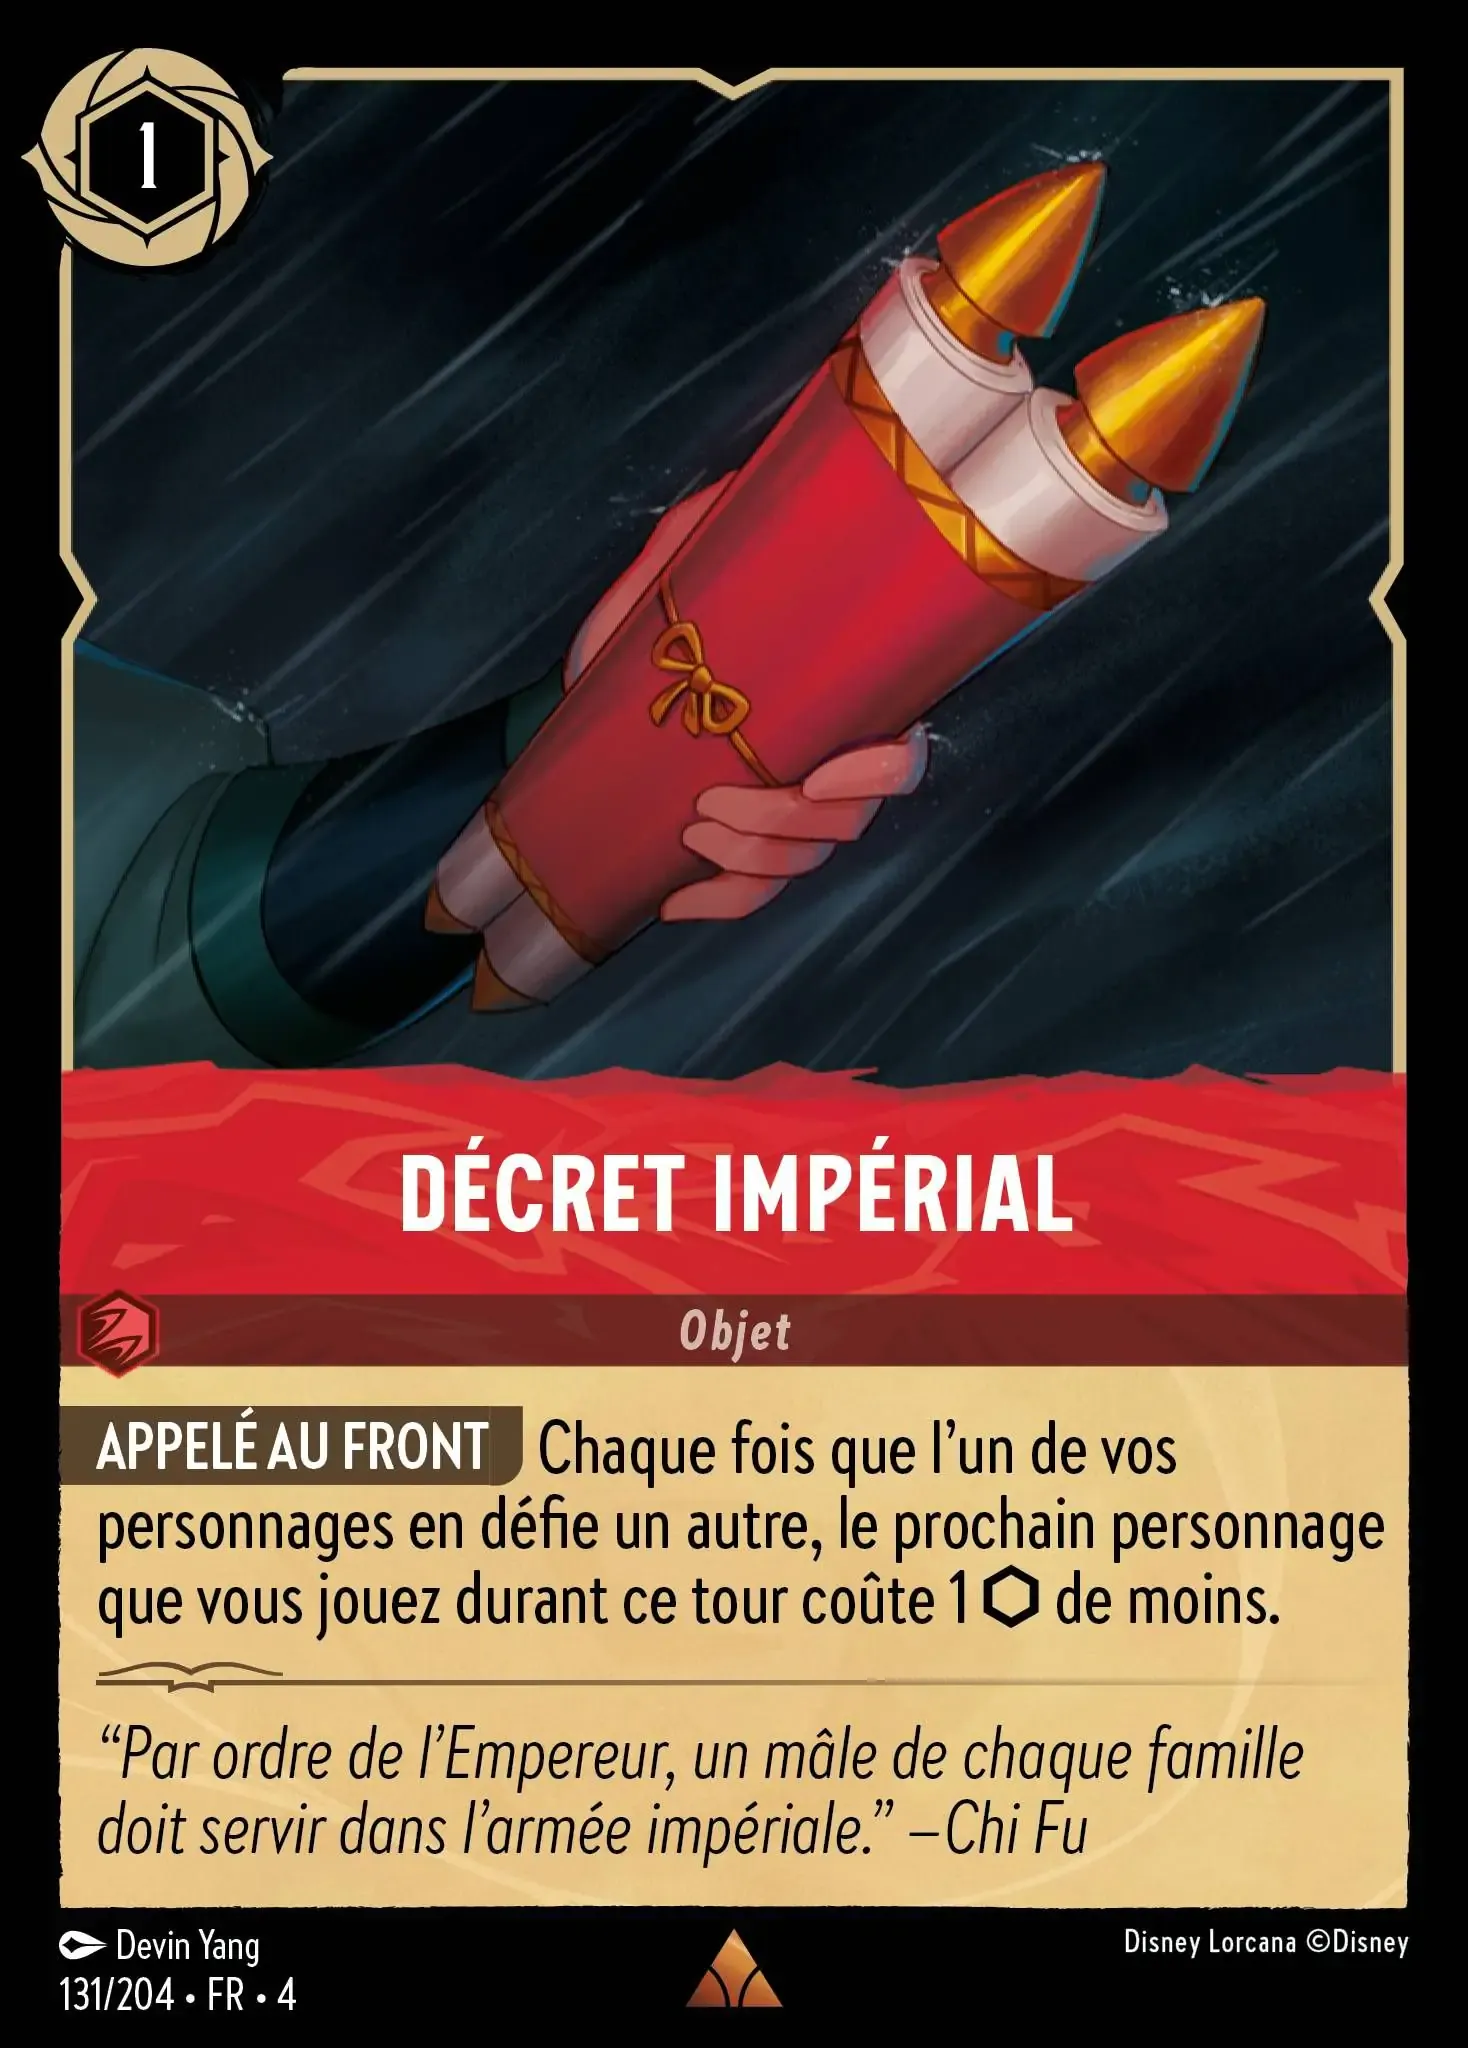 1
DÉCRET IMPÉRIAL
Objet
APPELÉ AU FRONT Chaque fois que l’un de vos
personnages en défie un autre, le prochain personnage
que vous jouez durant ce tour coûte 1 ⬡ de moins.
“Par ordre de l’Empereur, un mâle de chaque famille
doit servir dans l’armée impériale.” –Chi Fu
Devin Yang
Disney Lorcana ©Disney
131/204 • FR • 4